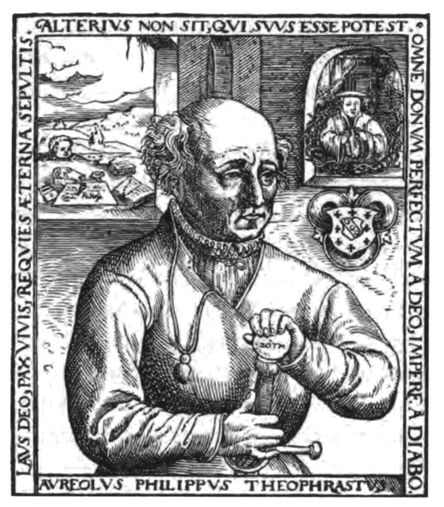 ALTERIVS NON SIT, QVI SVVS ESSE POTEST.
OMNE DONVM PERFECTVM A DEO, IMPERF. À DIABO.
LAVS DEO, PAX VIVIS, REQVIES ÆTERNA SEPVLTIS.
AVREOLVS PHILIPPVS THEOPHRASTVS